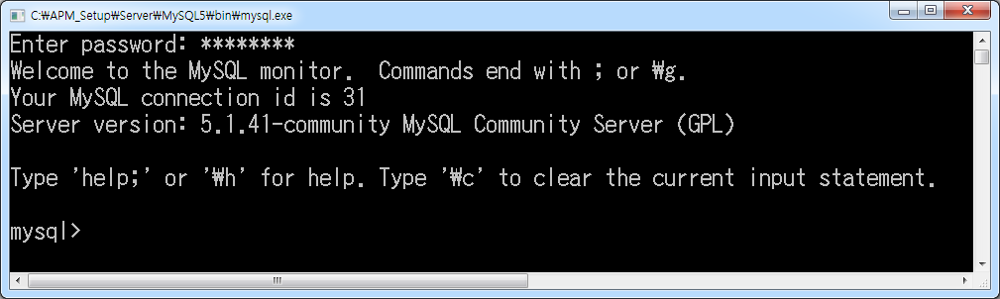 C:₩APM_Setup₩Server₩MySQL5₩bin₩mysql.exe
Enter password: ********
Welcome to the MySQL monitor.  Commands end with ; or ₩g.
Your MySQL connection id is 31
Server version: 5.1.41-community MySQL Community Server (GPL)
Type 'help;' or '₩h' for help. Type '₩c' to clear the current input statement.
mysql>